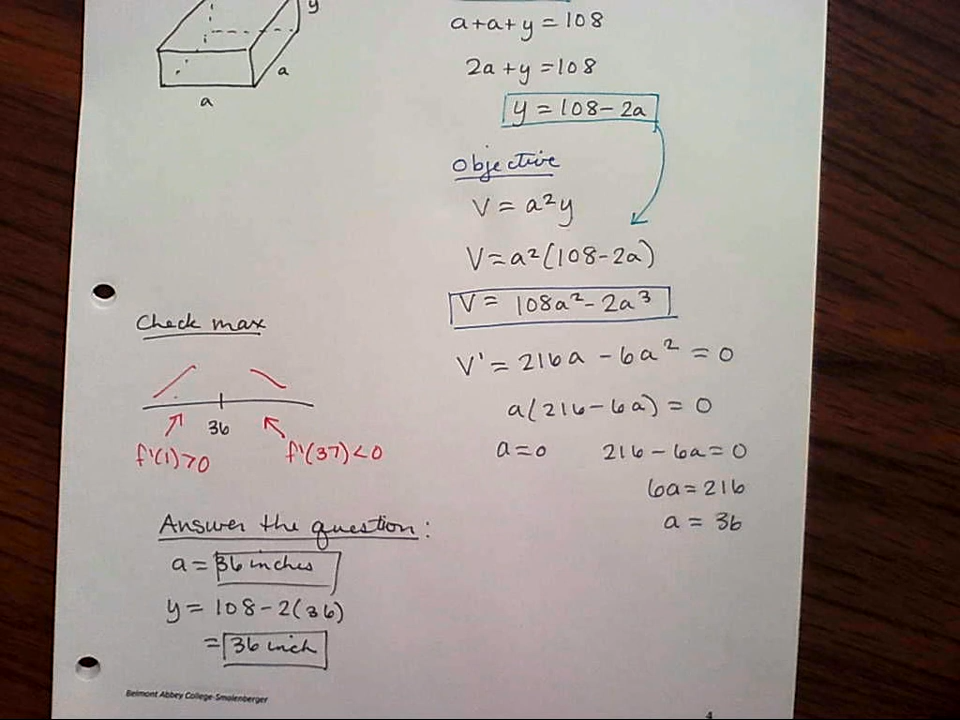 y
a
a
a+a+y = 108
2a+y = 108
y = 108-2a
Objective
V = a²y
V = a²(108-2a)
V = 108a²-2a³
V' = 216a - 6a² = 0
a(216-6a) = 0
a=0 216-6a=0
6a=216
a = 36
Check max
36
f'(1)>0 f'(37)<0
Answer the question:
a = 36 inches
y = 108-2(36)
= 36 inch
Belmont Abbey College-Smolenberger
4